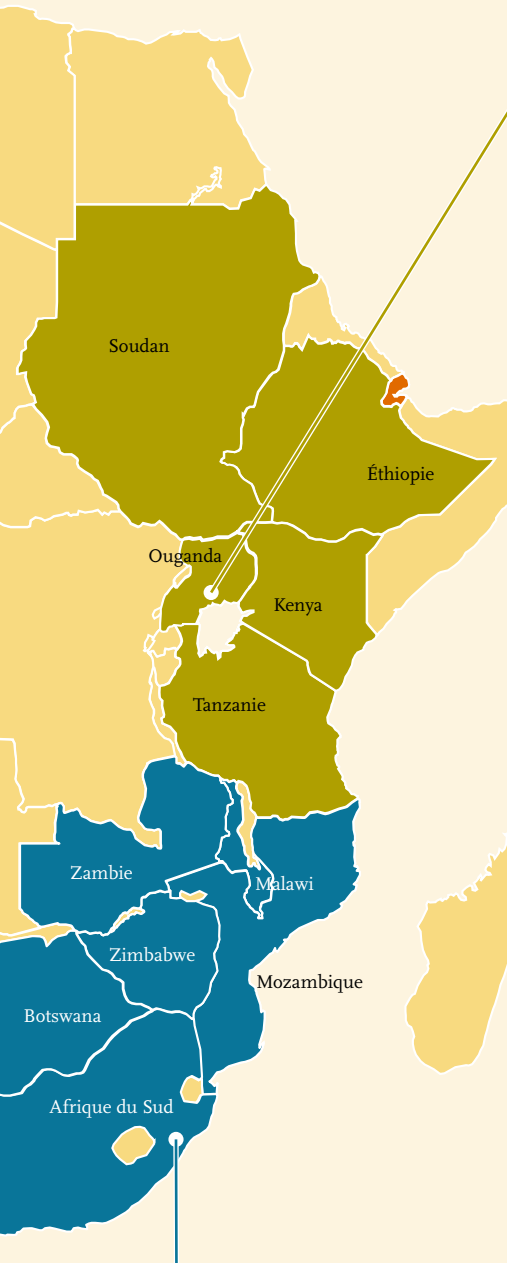 Soudan
Éthiopie
Ouganda
Kenya
Tanzanie
Zambie
Malawi
Zimbabwe
Mozambique
Botswana
Afrique du Sud